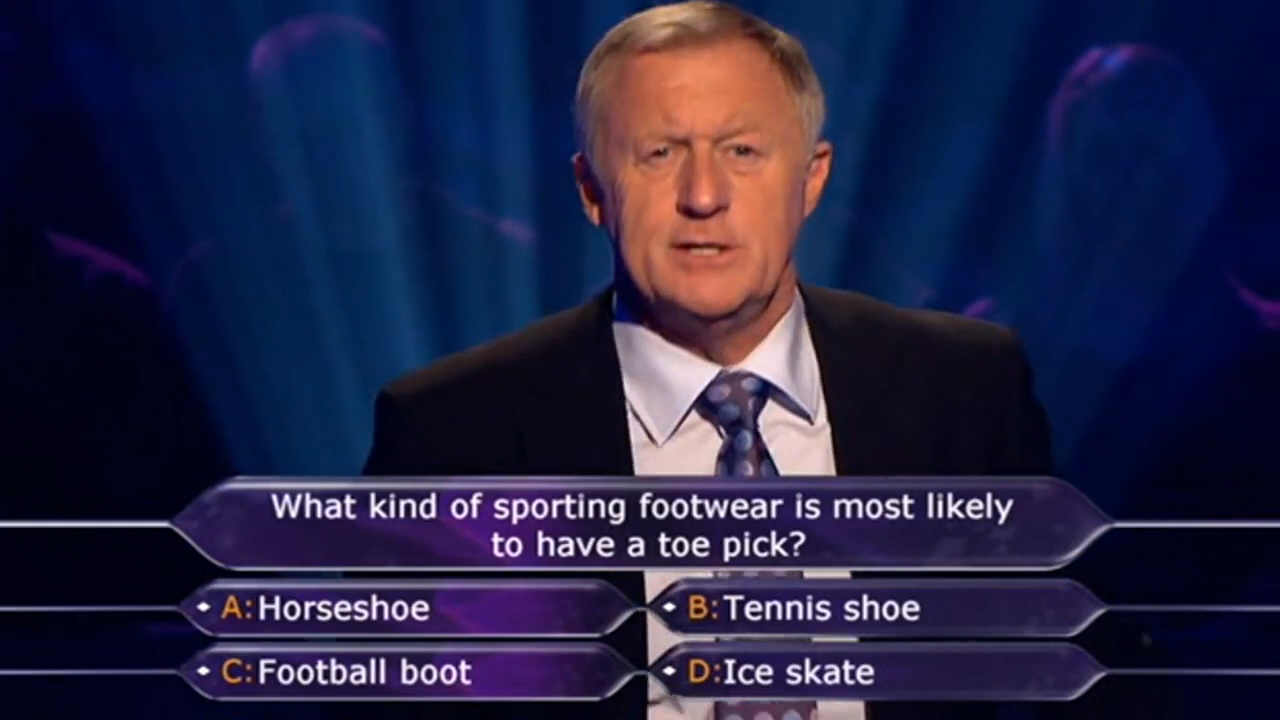 What kind of sporting footwear is most likely
to have a toe pick?
A: Horseshoe
B: Tennis shoe
C: Football boot
D: Ice skate